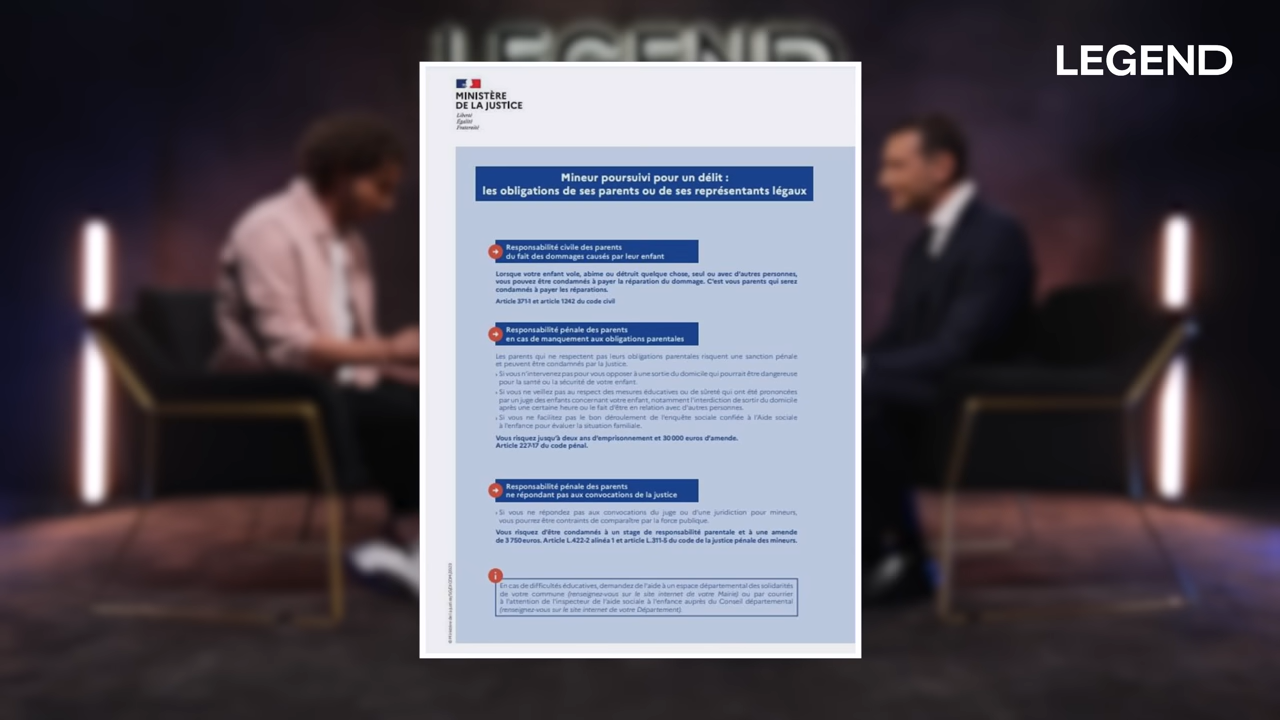 LEGEND
LEGEND
MINISTÈRE
DE LA JUSTICE
Liberté
Égalité
Fraternité
Mineur poursuivi pour un délit :
les obligations de ses parents ou de ses représentants légaux
Responsabilité civile des parents
du fait des dommages causés par leur enfant
Lorsque votre enfant vole, abime ou détruit quelque chose, seul ou avec d'autres personnes,
vous pouvez être condamnés à payer la réparation du dommage. C'est vous parents qui serez
condamnés à payer les réparations.
Article 371-1 et article 1242 du code civil
Responsabilité pénale des parents
en cas de manquement aux obligations parentales
Les parents qui ne respectent pas leurs obligations parentales risquent une sanction pénale
et peuvent être condamnés par la Justice.
• Si vous n'intervenez pas pour vous opposer à une sortie du domicile qui pourrait être dangereuse
pour la santé ou la sécurité de votre enfant.
• Si vous ne veillez pas au respect des mesures éducatives ou de sûreté qui ont été prononcées
par un juge des enfants concernant votre enfant, notamment l'interdiction de sortir du domicile
après une certaine heure ou le fait d'être en relation avec d'autres personnes.
• Si vous ne facilitez pas le bon déroulement de l'enquête sociale confiée à l'Aide sociale
à l'enfance pour évaluer la situation familiale.
Vous risquez jusqu'à deux ans d'emprisonnement et 30 000 euros d'amende.
Article 227-17 du code pénal.
Responsabilité pénale des parents
ne répondant pas aux convocations de la justice
• Si vous ne répondez pas aux convocations du juge ou d'une juridiction pour mineurs,
vous pourrez être contraints de comparaître par la force publique.
Vous risquez d'être condamnés à un stage de responsabilité parentale et à une amende
de 3 750 euros. Article L.422-2 alinéa 1 et article L.311-5 du code de la justice pénale des mineurs.
i
En cas de difficultés éducatives, demandez de l'aide à un espace départemental des solidarités
de votre commune (renseignez-vous sur le site internet de votre Mairie) ou par courrier
à l'attention de l'inspecteur de l'aide sociale à l'enfance auprès du Conseil départemental
(renseignez-vous sur le site internet de votre Département).